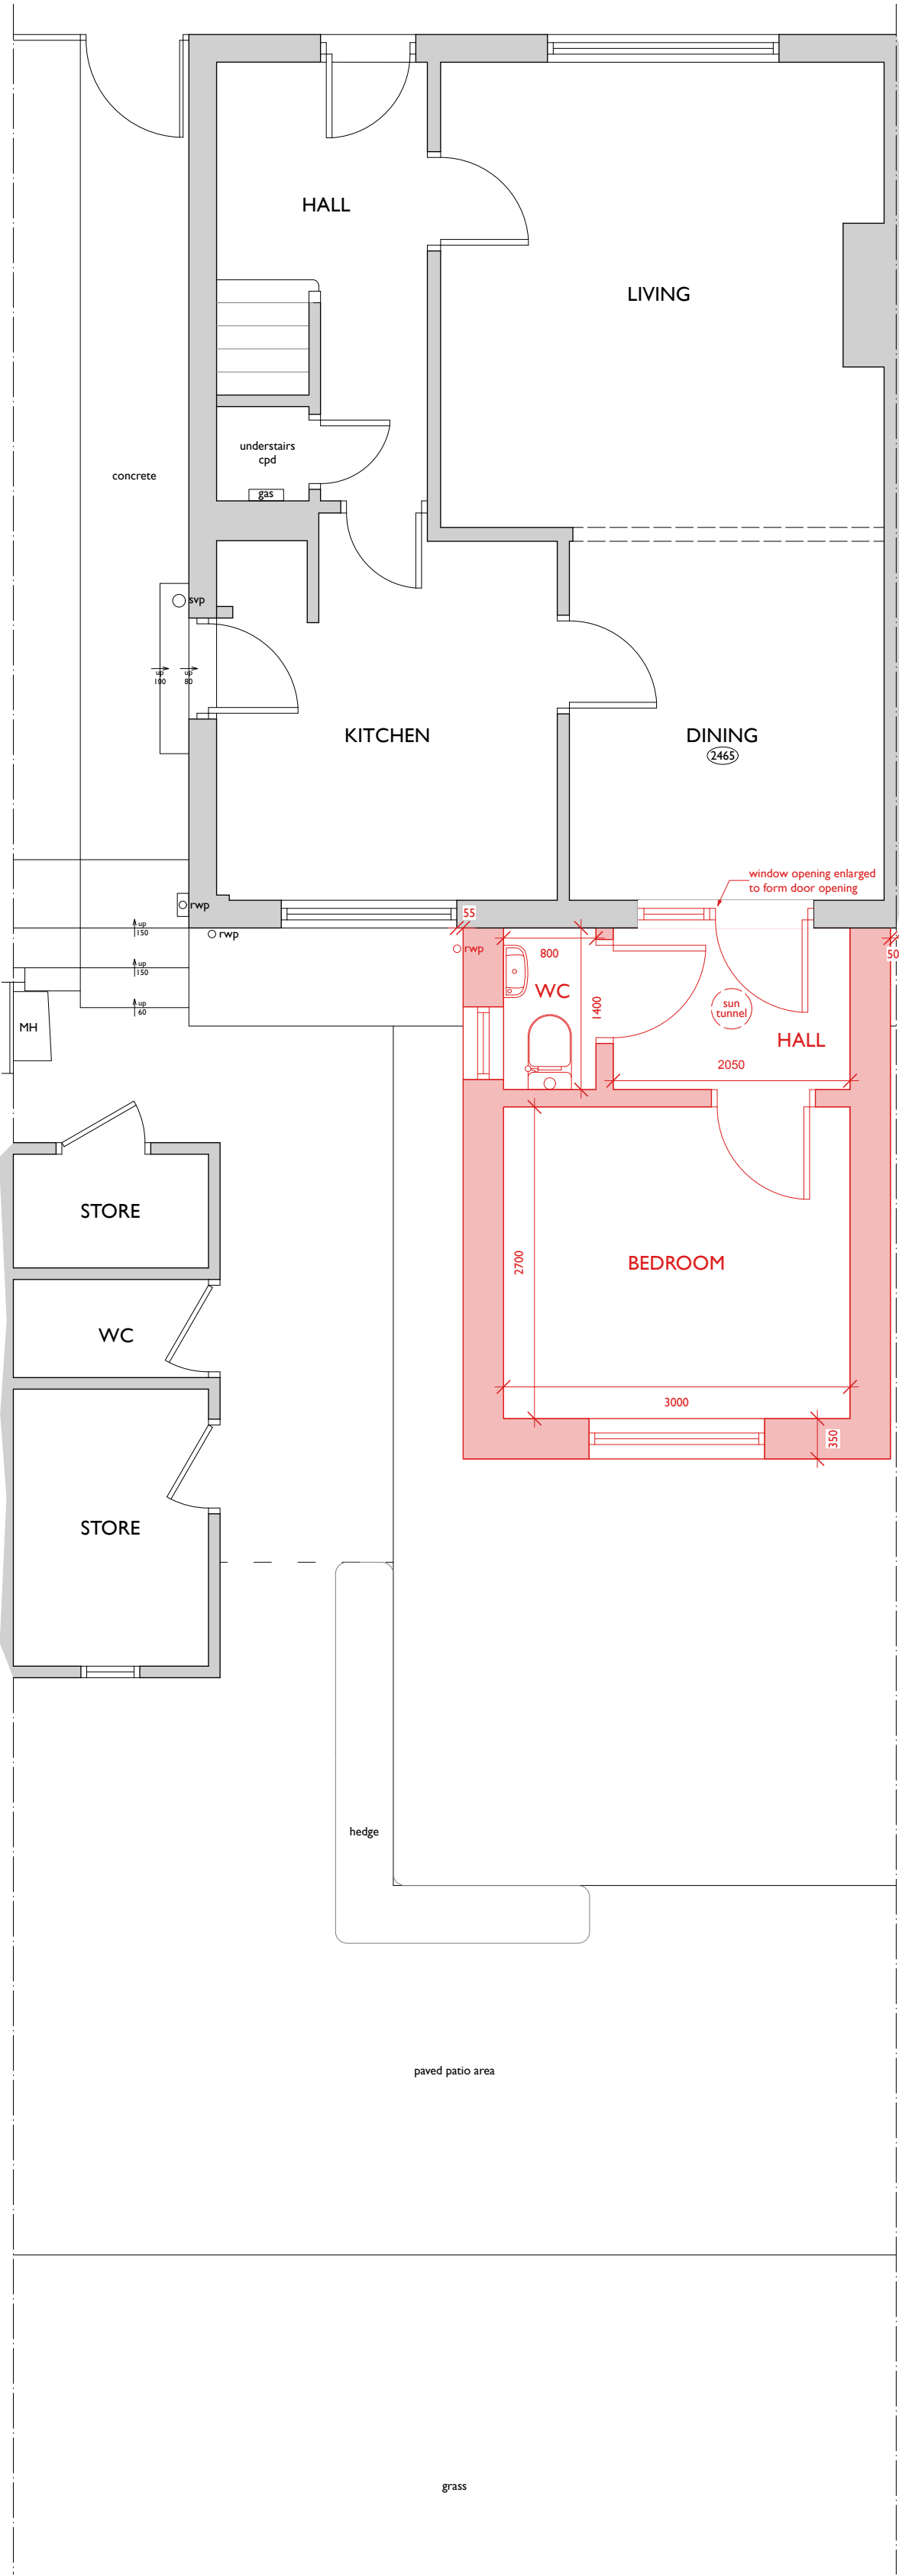 HALL
LIVING
understairs
cpd
gas
concrete
svp
up
100
up
80
KITCHEN
DINING
2465
window opening enlarged
to form door opening
rwp
up
150
rwp
55
rwp
800
50
up
150
WC
1400
sun
tunnel
up
60
MH
HALL
2050
STORE
2700
BEDROOM
WC
3000
350
STORE
hedge
paved patio area
grass